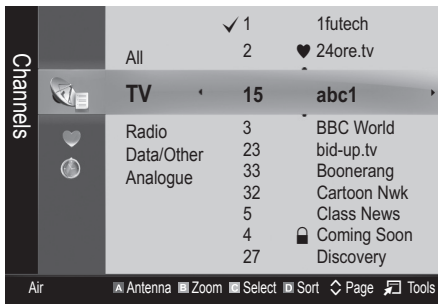 Channels
1 1futech
All 2 24ore.tv
TV 15 abc1
Radio 3 BBC World
Data/Other 23 bid-up.tv
Analogue 33 Boonerang
32 Cartoon Nwk
5 Class News
4 Coming Soon
27 Discovery
Air A Antenna B Zoom C Select D Sort Page Tools